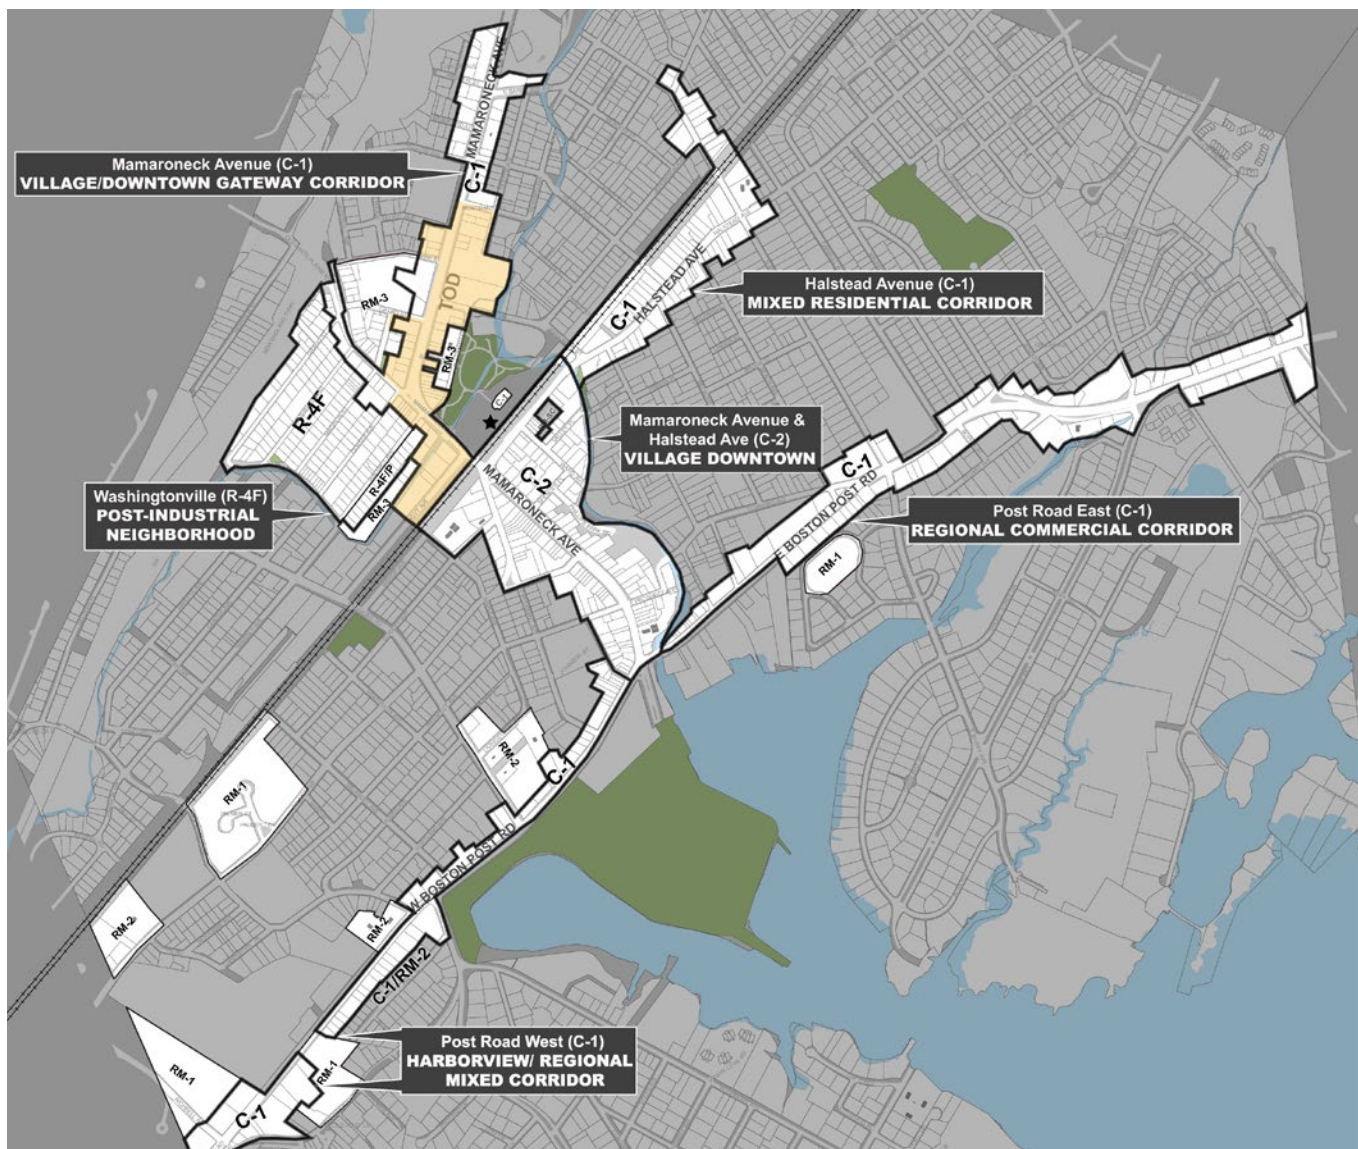 MAMARONECK AVE
C-1
Mamaroneck Avenue (C-1)
VILLAGE/DOWNTOWN GATEWAY CORRIDOR
TOD
RM-3
RM-3
R-4F
R-4F/P
RM-3
C-1
C-1
HALSTEAD AVE
Halstead Avenue (C-1)
MIXED RESIDENTIAL CORRIDOR
Mamaroneck Avenue &
Halstead Ave (C-2)
VILLAGE DOWNTOWN
C-2
MAMARONECK AVE
Washingtonville (R-4F)
POST-INDUSTRIAL
NEIGHBORHOOD
C-1
E BOSTON POST RD
Post Road East (C-1)
REGIONAL COMMERCIAL CORRIDOR
RM-1
RM-2
C-1
RM-1
W BOSTON POST RD
RM-2
RM-2
C-1/RM-2
Post Road West (C-1)
HARBORVIEW/ REGIONAL
MIXED CORRIDOR
RM-1
RM-1
C-1